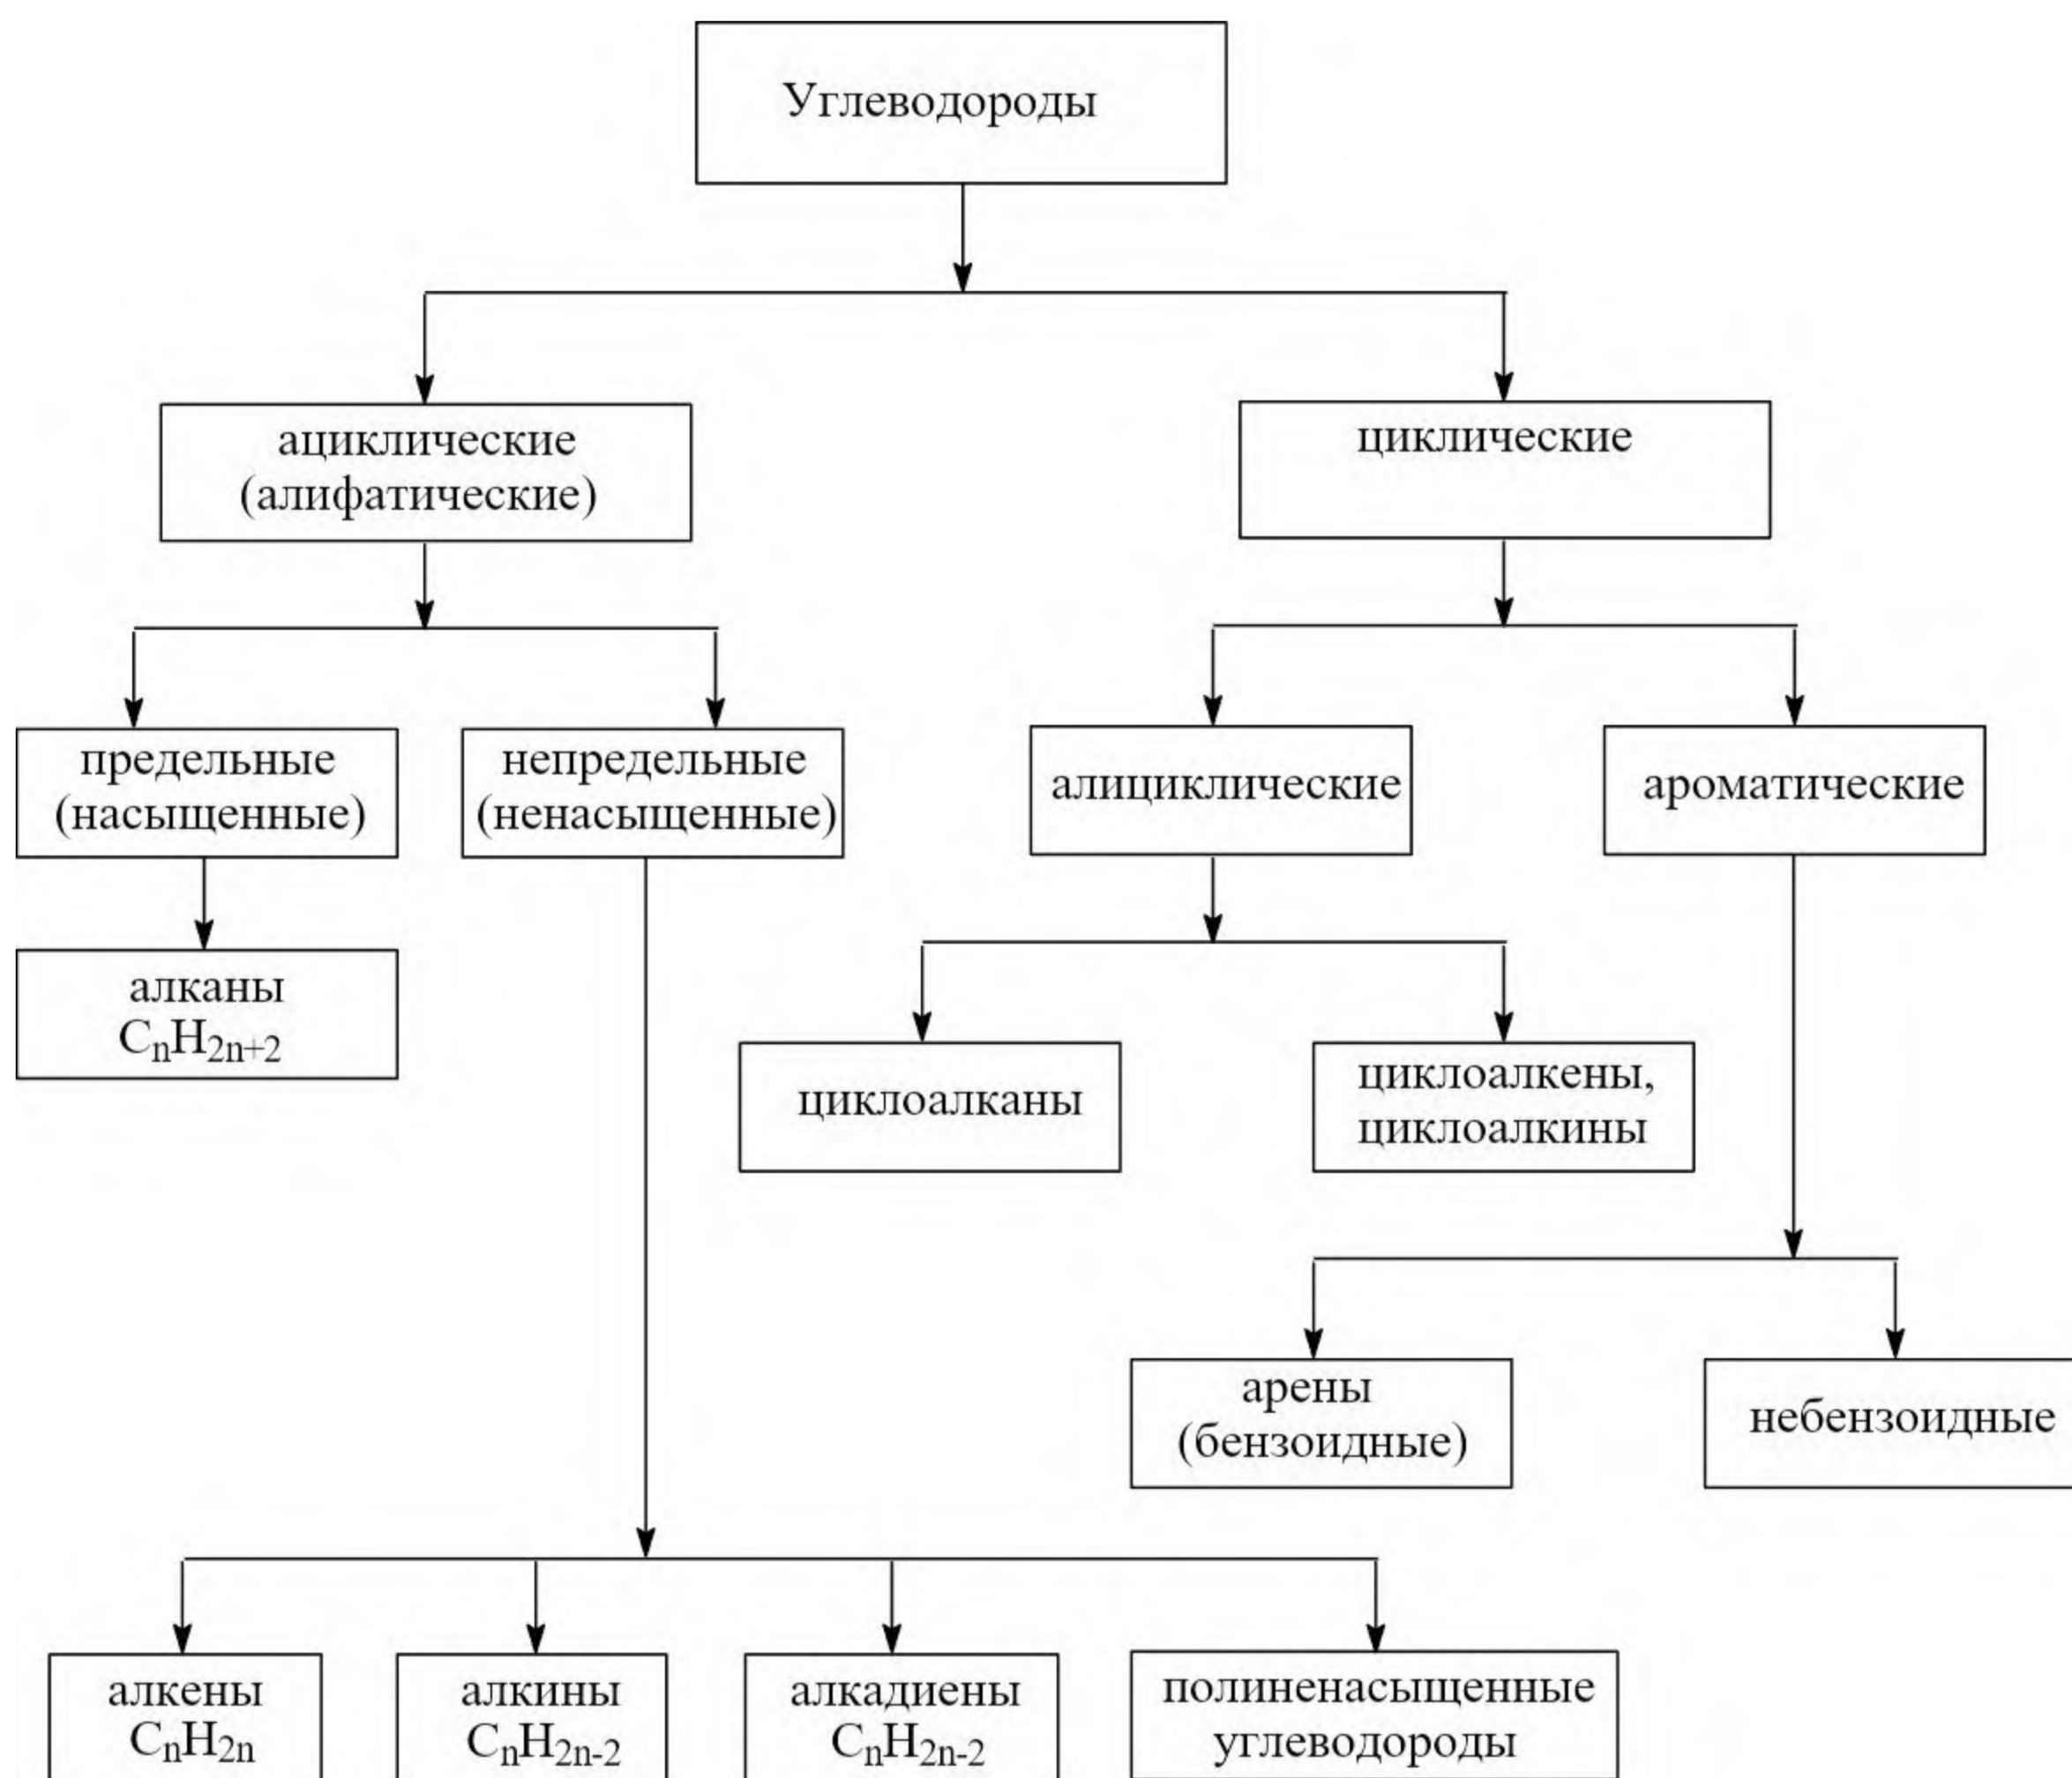 Углеводороды
ациклические
(алифатические)
циклические
предельные
(насыщенные)
непредельные
(ненасыщенные)
алициклические
ароматические
алканы
CnH2n+2
циклоалканы
циклоалкены,
циклоалкины
арены
(бензоидные)
небензоидные
алкены
CnH2n
алкины
CnH2n-2
алкадиены
CnH2n-2
полиненасыщенные
углеводороды